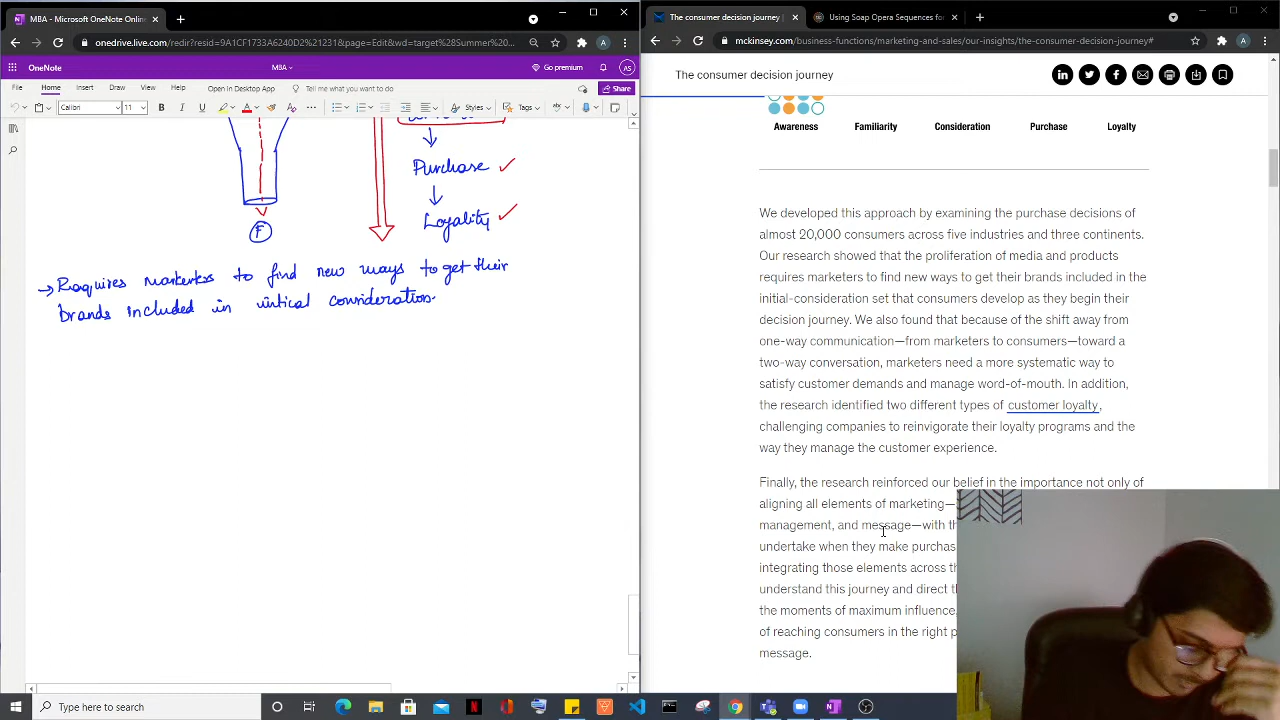 MBA - Microsoft OneNote Online
onedrive.live.com/redir?resid=9A1CF1733A6240D2%21231&page=Edit&wd=target%28Summer%20...
OneNote
MBA
Go premium
AS
File Home Insert Draw View Help Open In Desktop App Tell me what you want to do
Share
Calibri 11 B I U A Styles Tags
Purchase ✓
Loyality ✓
F
→ Requires marketers to find new ways to get their
brands included in
consideration.
The consumer decision journey
Using Soap Opera Sequences for
mckinsey.com/business-functions/marketing-and-sales/our-insights/the-consumer-decision-journey#
The consumer decision journey
Awareness Familiarity Consideration Purchase Loyalty
We developed this approach by examining the purchase decisions of
almost 20,000 consumers across five industries and three continents.
Our research showed that the proliferation of media and products
requires marketers to find new ways to get their brands included in the
initial-consideration set that consumers develop as they begin their
decision journey. We also found that because of the shift away from
one-way communication—from marketers to consumers—toward a
two-way conversation, marketers need a more systematic way to
satisfy customer demands and manage word-of-mouth. In addition,
the research identified two different types of customer loyalty,
challenging companies to reinvigorate their loyalty programs and the
way they manage the customer experience.
Finally, the research reinforced our belief in the importance not only of
aligning all elements of marketing—
management, and message—with th
undertake when they make purchas
integrating those elements across th
understand this journey and direct th
the moments of maximum influence,
of reaching consumers in the right p
message.
Type here to search